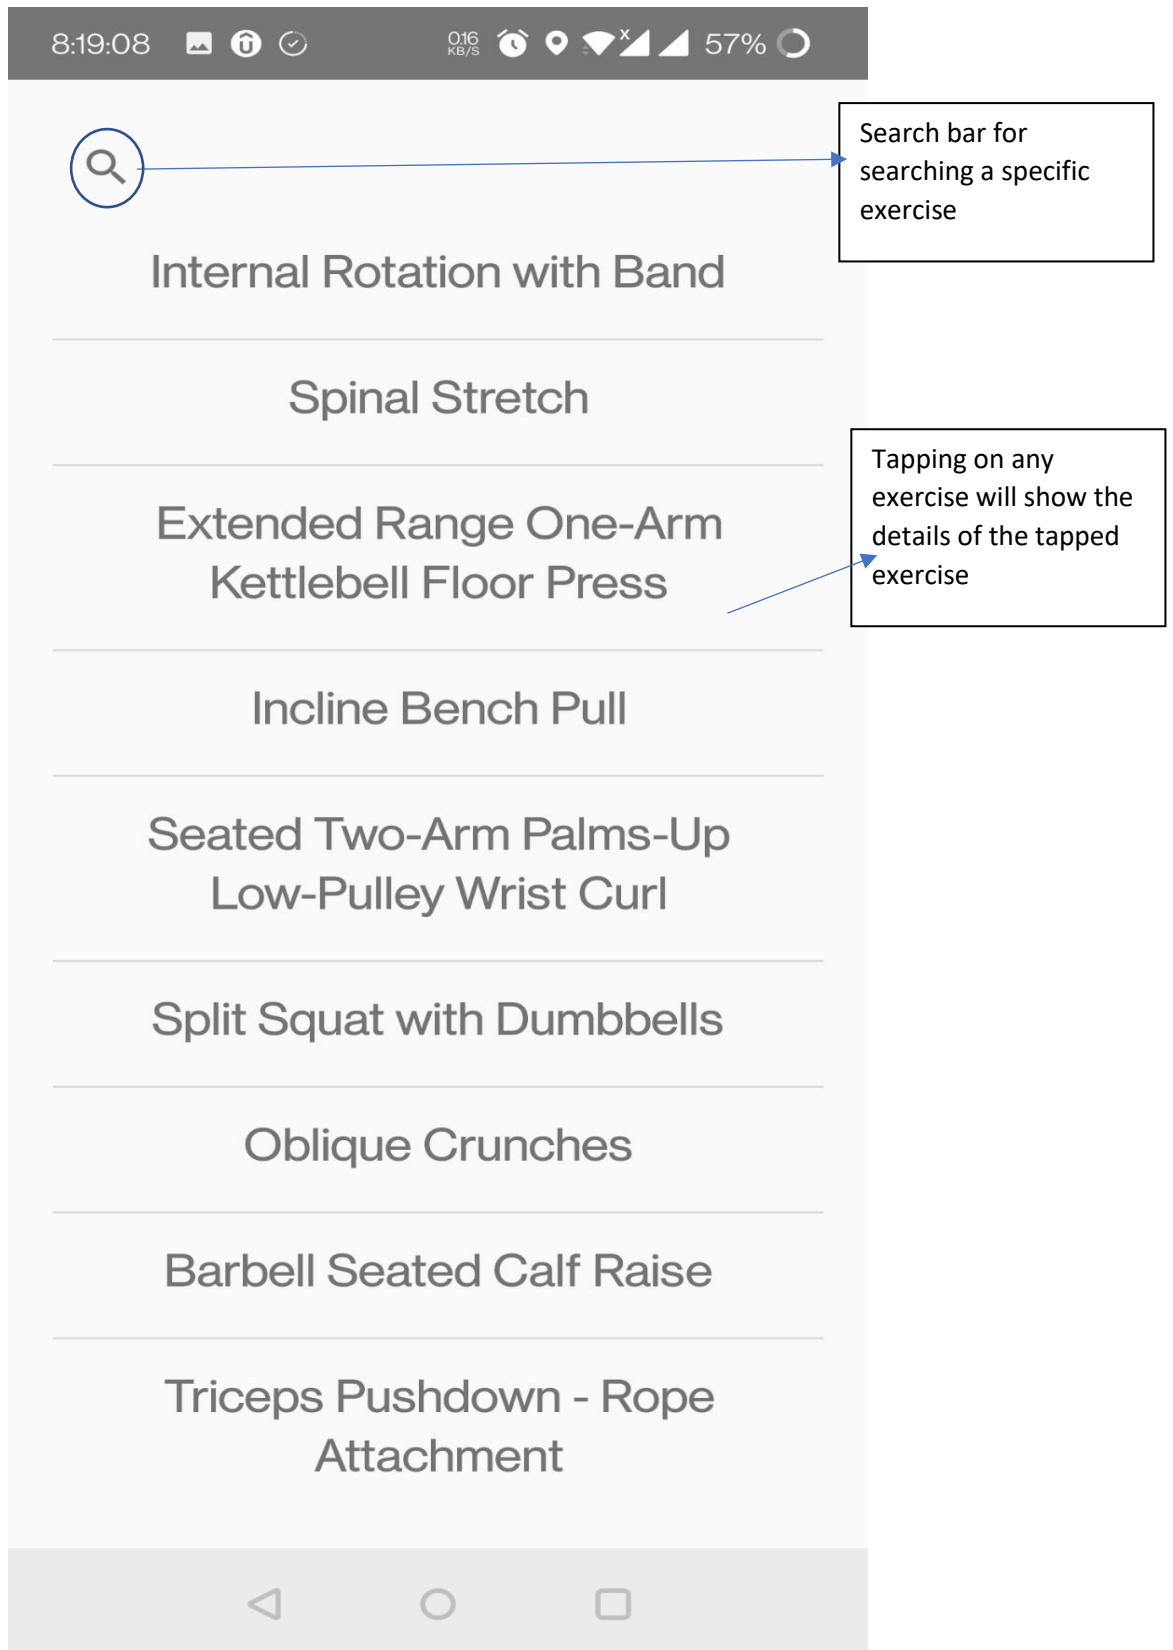 8:19:08
0.16
KB/S
57%
Search bar for
searching a specific
exercise
Internal Rotation with Band
Spinal Stretch
Tapping on any
exercise will show the
details of the tapped
exercise
Extended Range One-Arm
Kettlebell Floor Press
Incline Bench Pull
Seated Two-Arm Palms-Up
Low-Pulley Wrist Curl
Split Squat with Dumbbells
Oblique Crunches
Barbell Seated Calf Raise
Triceps Pushdown - Rope
Attachment